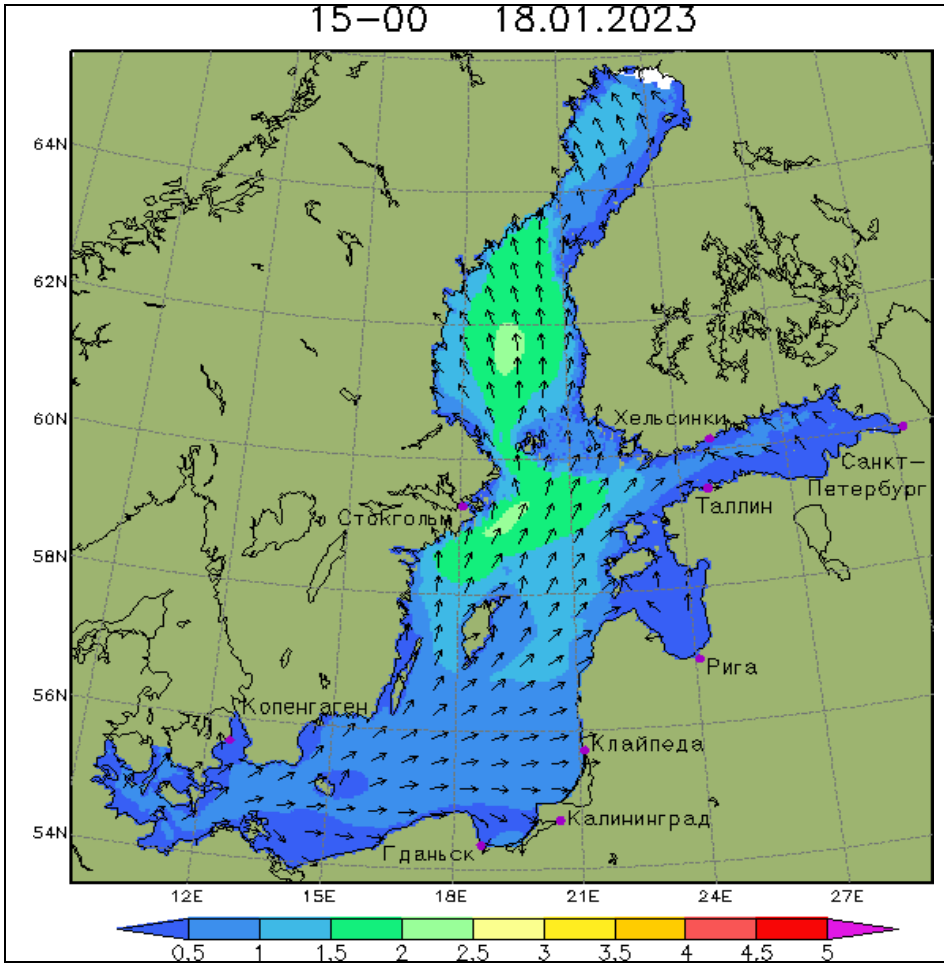 15-00 18.01.2023
64N
62N
60N
58N
56N
54N
Хельсинки
Санкт-
Петербург
Таллин
Стокгольм
Рига
Копенгаген
Клайпеда
Калининград
Гданьск
12E 15E 18E 21E 24E 27E
0,5 1 1,5 2 2,5 3 3,5 4 4,5 5